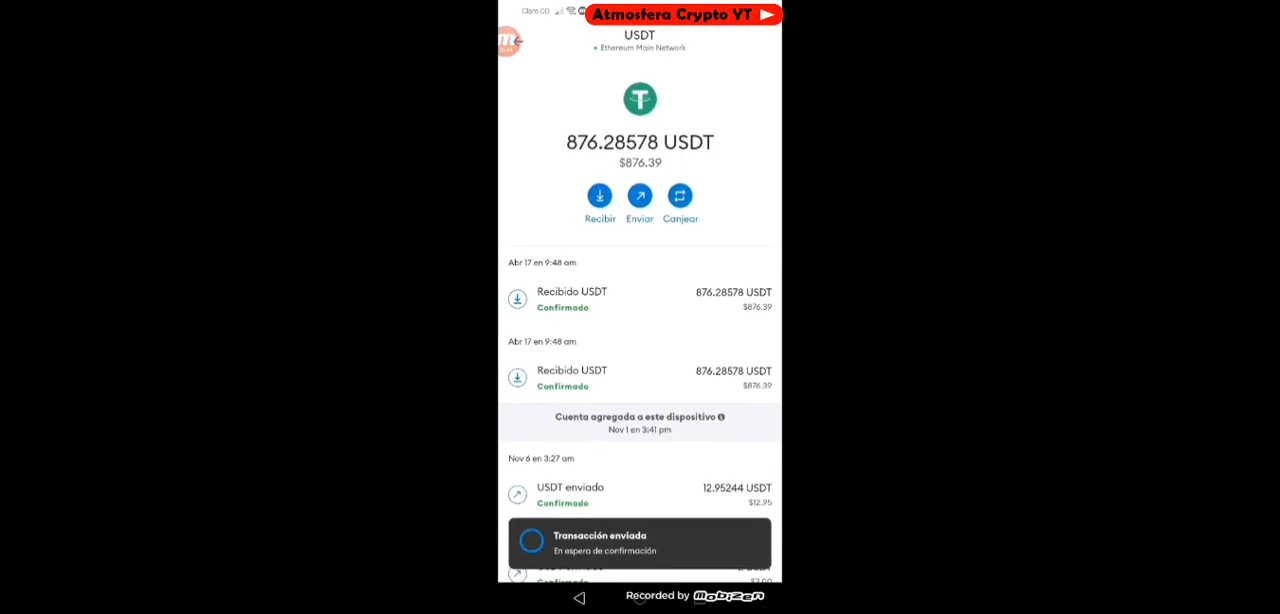 Claro CO
Atmosfera Crypto YT
USDT
Ethereum Main Network
876.28578 USDT
$876.39
Recibir Enviar Canjear
Abr 17 en 9:48 am
Recibido USDT 876.28578 USDT
Confirmado $876.39
Abr 17 en 9:48 am
Recibido USDT 876.28578 USDT
Confirmado $876.39
Cuenta agregada a este dispositivo
Nov 1 en 3:41 pm
Nov 6 en 3:27 am
USDT enviado 12.95244 USDT
Confirmado $12.95
Transacción enviada
En espera de confirmación
Recorded by mobizen